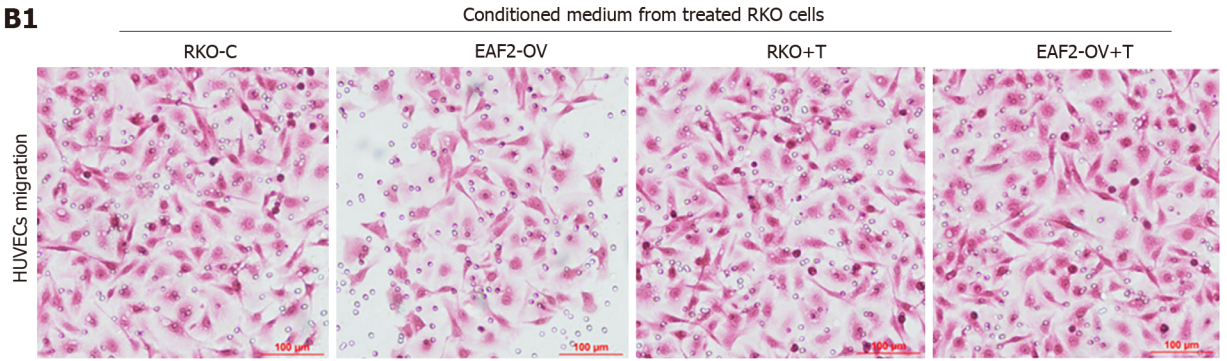 B1
Conditioned medium from treated RKO cells
RKO-C
EAF2-OV
RKO+T
EAF2-OV+T
HUVECs migration
100 μm
100 μm
100 μm
100 μm